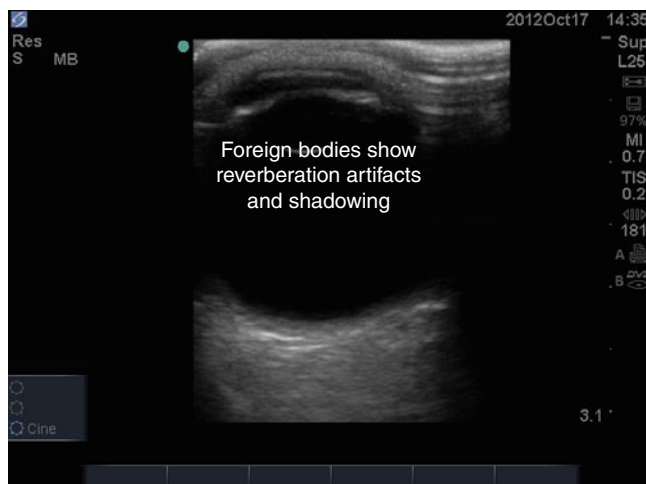 2012Oct17 14:35
Res
S MB
Sup
L25
97%
MI
0.7
TIS
0.2
181
A
B
Foreign bodies show
reverberation artifacts
and shadowing
Cine
3.1